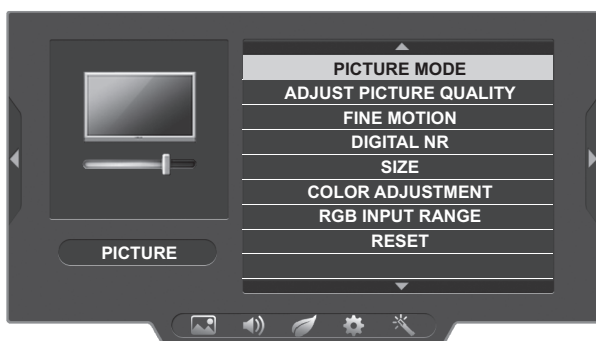 PICTURE MODE
ADJUST PICTURE QUALITY
FINE MOTION
DIGITAL NR
SIZE
COLOR ADJUSTMENT
RGB INPUT RANGE
RESET
PICTURE